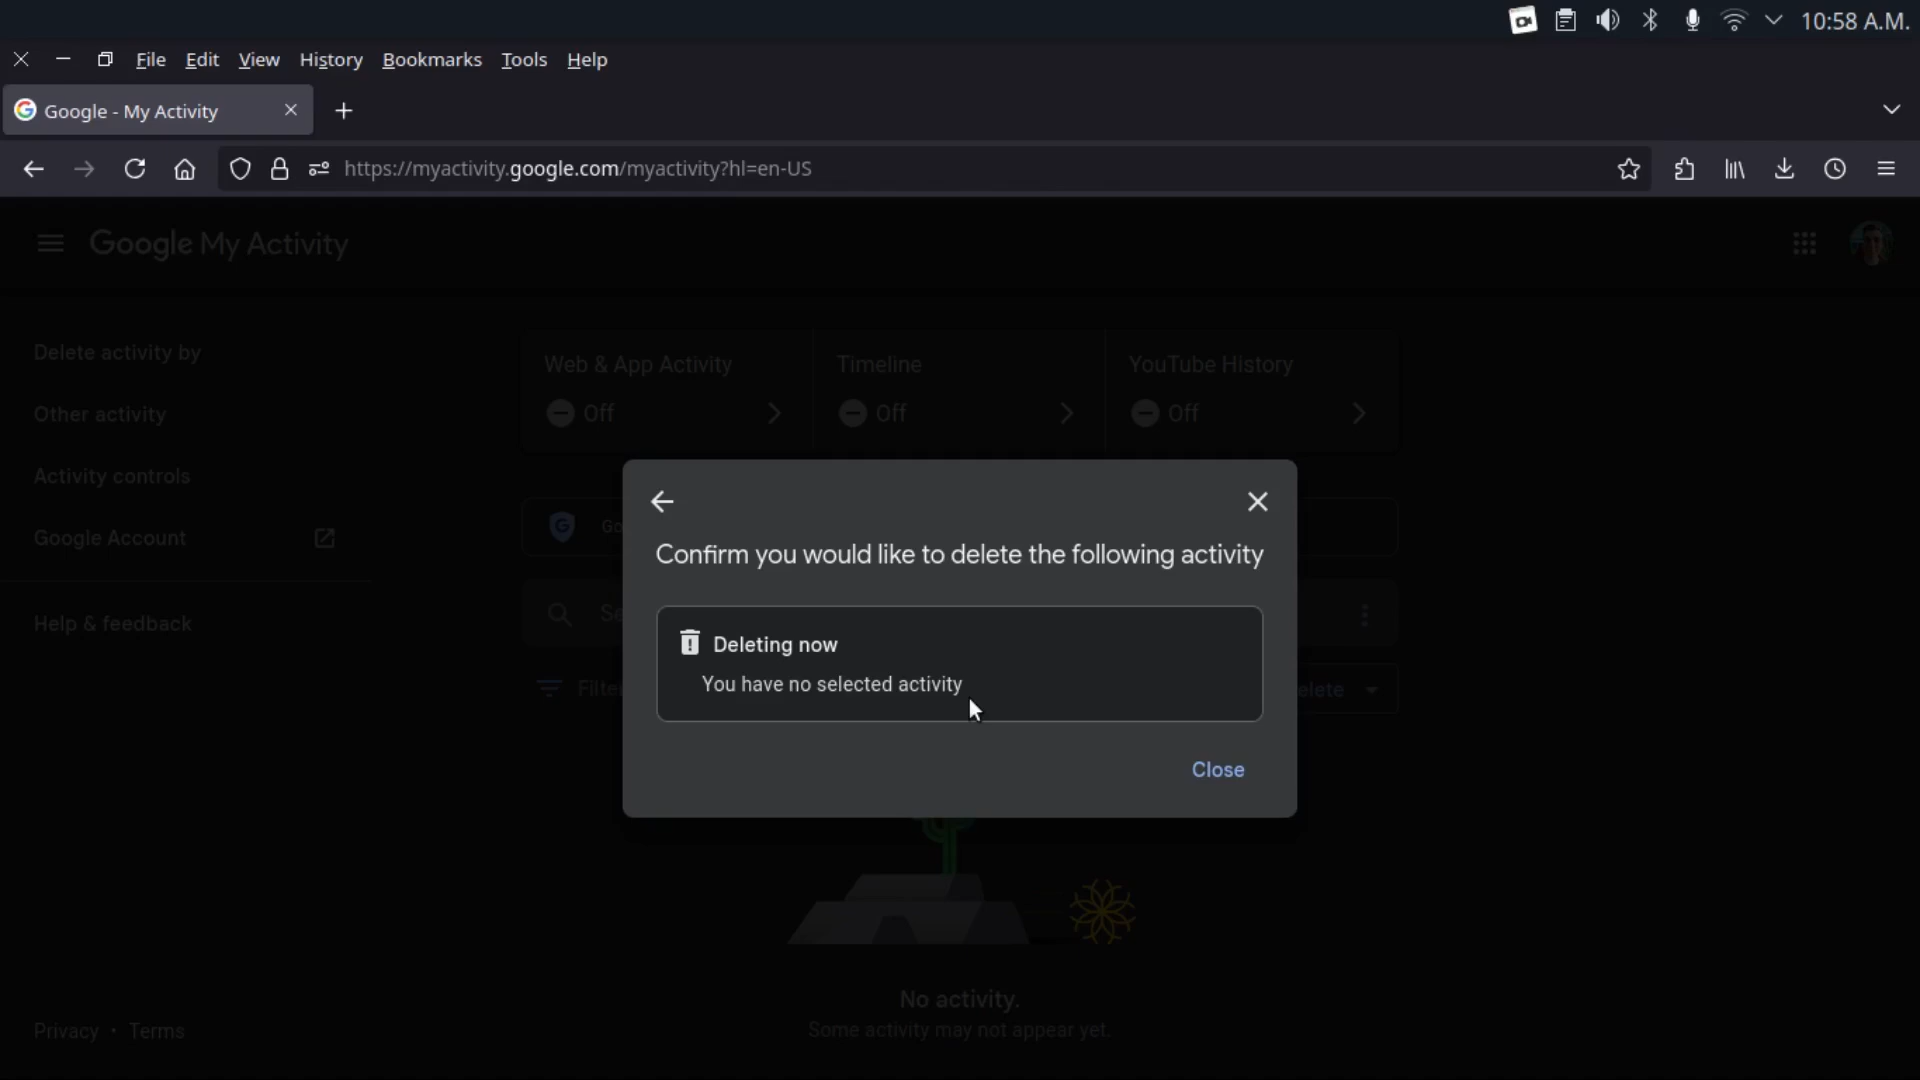 10:58 A.M.
File Edit View History Bookmarks Tools Help
Google - My Activity
https://myactivity.google.com/myactivity?hl=en-US
Google My Activity
Delete activity by
Other activity
Activity controls
Google Account
Help & feedback
Web & App Activity
Off
Timeline
Off
YouTube History
Off
Confirm you would like to delete the following activity
Deleting now
You have no selected activity
Close
No activity.
Some activity may not appear yet.
Privacy • Terms